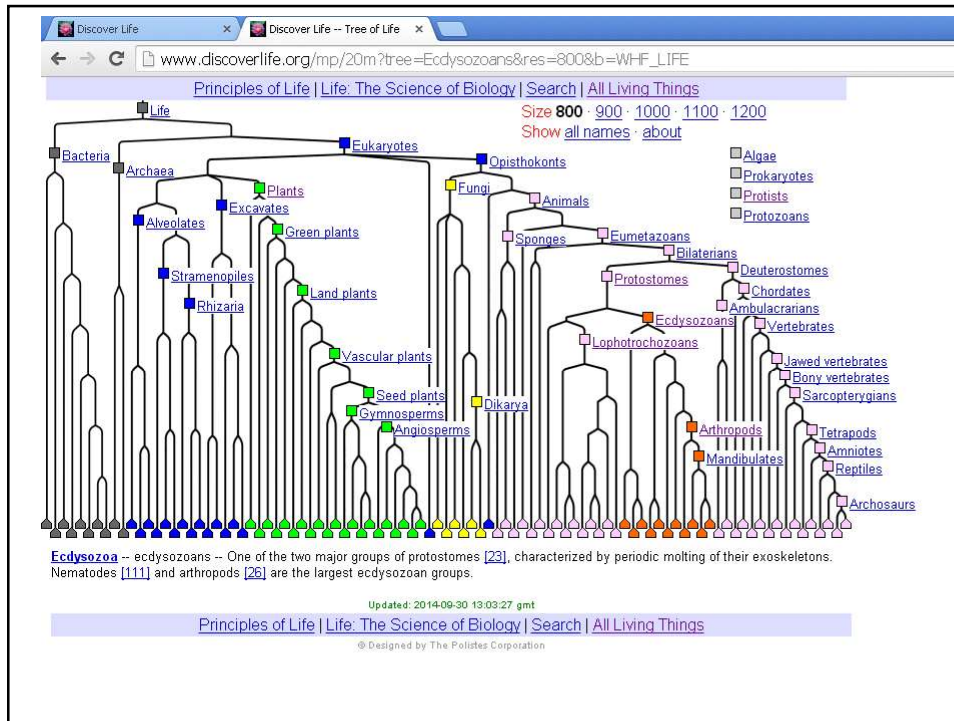 Discover Life
Discover Life -- Tree of Life
www.discoverlife.org/mp/20m?tree=Ecdysozoans&res=800&b=WHF_LIFE
Principles of Life | Life: The Science of Biology | Search | All Living Things
Life
Size 800 · 900 · 1000 · 1100 · 1200
Show all names · about
Bacteria
Archaea
Eukaryotes
Opisthokonts
Algae
Prokaryotes
Protists
Protozoans
Plants
Fungi
Animals
Alveolates
Excavates
Green plants
Sponges
Eumetazoans
Bilaterians
Stramenopiles
Protostomes
Deuterostomes
Rhizaria
Land plants
Chordates
Ambulacrarians
Ecdysozoans
Vertebrates
Lophotrochozoans
Vascular plants
Jawed vertebrates
Bony vertebrates
Seed plants
Sarcopterygians
Gymnosperms
Dikarya
Angiosperms
Arthropods
Tetrapods
Mandibulates
Amniotes
Reptiles
Archosaurs
Ecdysozoa -- ecdysozoans -- One of the two major groups of protostomes [23], characterized by periodic molting of their exoskeletons.
Nematodes [111] and arthropods [26] are the largest ecdysozoan groups.
Updated: 2014-09-30 13:03:27 gmt
Principles of Life | Life: The Science of Biology | Search | All Living Things
© Designed by The Polistes Corporation